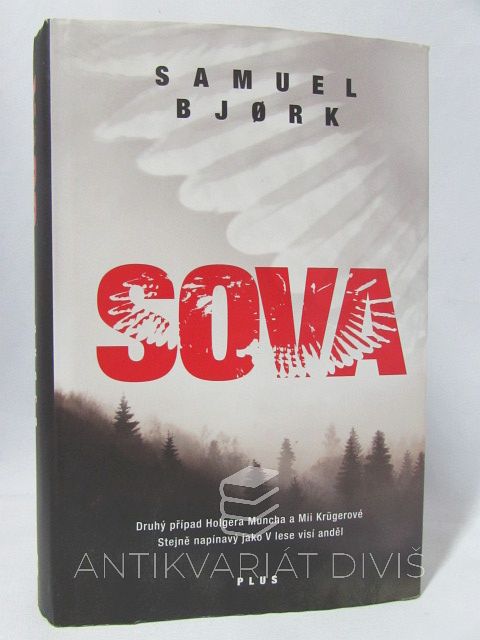 SAMUEL
BJØRK
SOVA
Druhý případ Holgera Muncha a Mii Krügerové
Stejně napínavý jako V lese visí anděl
ANTIKVARIÁT DIVIŠ
PLUS